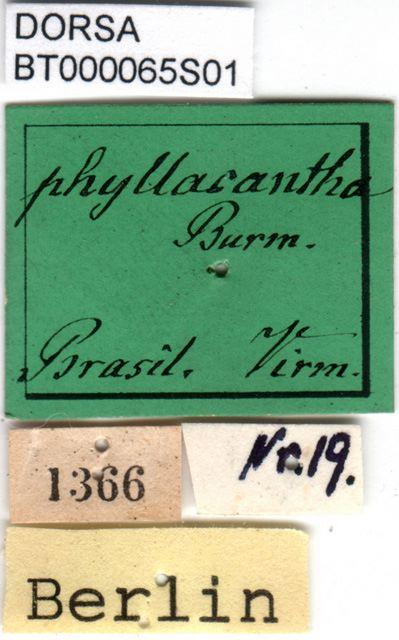 DORSA
BT000065S01
phyllacantha
Burm.
Brasil. Virm.
1366
Nr. 19.
Berlin